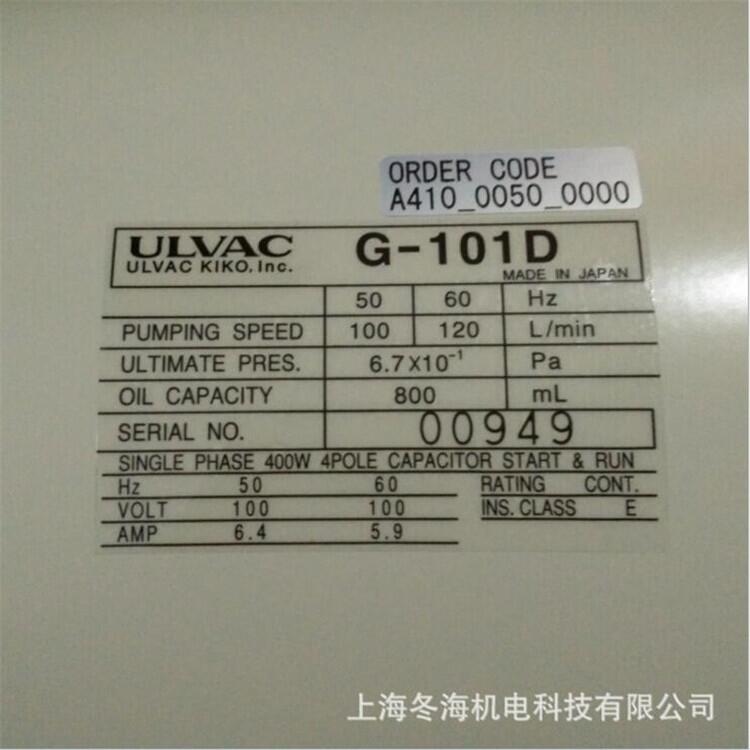 ORDER CODE
A410_0050_0000
ULVAC G-101D
ULVAC KIKO, Inc. MADE IN JAPAN
50 60 Hz
PUMPING SPEED 100 120 L/min
ULTIMATE PRES. 6.7X10⁻¹ Pa
OIL CAPACITY 800 mL
SERIAL NO. 00949
SINGLE PHASE 400W 4POLE CAPACITOR START & RUN
Hz 50 60 RATING CONT.
VOLT 100 100 INS. CLASS E
AMP 6.4 5.9
上海冬海机电科技有限公司